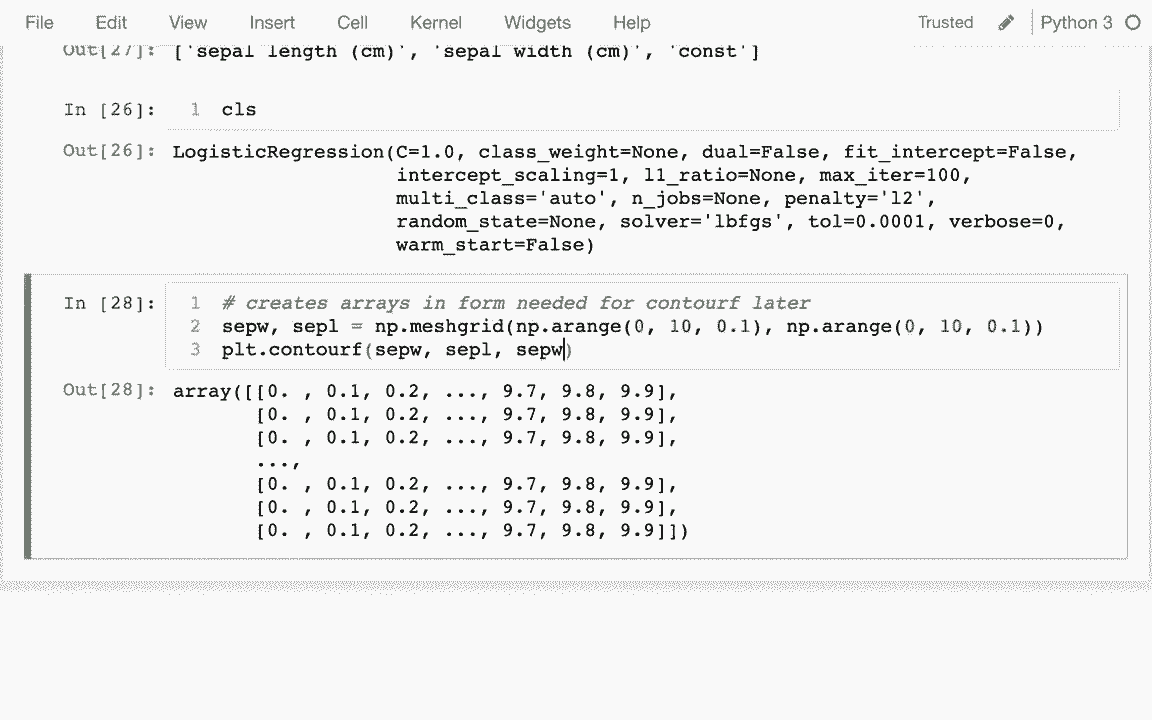 File Edit View Insert Cell Kernel Widgets Help Trusted Python 3
Out[27]: ['sepal length (cm)', 'sepal width (cm)', 'const']
In [26]: 1 cls
Out[26]: LogisticRegression(C=1.0, class_weight=None, dual=False, fit_intercept=False,
intercept_scaling=1, l1_ratio=None, max_iter=100,
multi_class='auto', n_jobs=None, penalty='l2',
random_state=None, solver='lbfgs', tol=0.0001, verbose=0,
warm_start=False)
In [28]: 1 # creates arrays in form needed for contourf later
2 sepw, sepl = np.meshgrid(np.arange(0, 10, 0.1), np.arange(0, 10, 0.1))
3 plt.contourf(sepw, sepl, sepw)
Out[28]: array([[0. , 0.1, 0.2, ..., 9.7, 9.8, 9.9],
[0. , 0.1, 0.2, ..., 9.7, 9.8, 9.9],
[0. , 0.1, 0.2, ..., 9.7, 9.8, 9.9],
...,
[0. , 0.1, 0.2, ..., 9.7, 9.8, 9.9],
[0. , 0.1, 0.2, ..., 9.7, 9.8, 9.9],
[0. , 0.1, 0.2, ..., 9.7, 9.8, 9.9]])